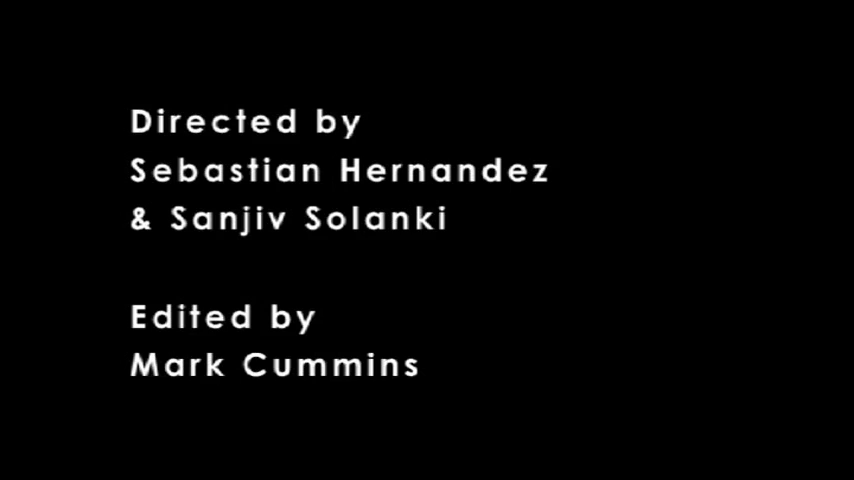 Directed by
Sebastian Hernandez
& Sanjiv Solanki
Edited by
Mark Cummins